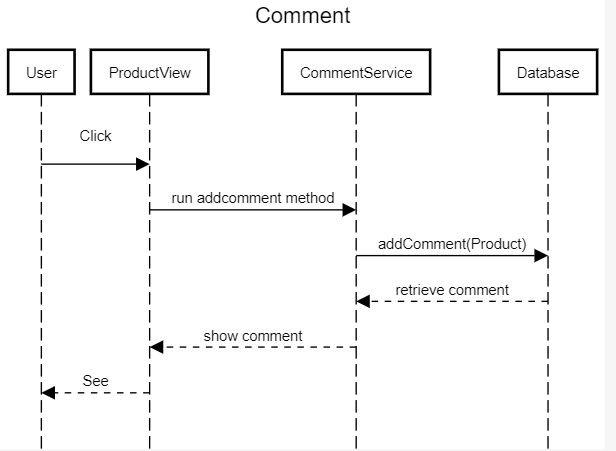 Comment
User
ProductView
CommentService
Database
Click
run addcomment method
addComment(Product)
retrieve comment
show comment
See